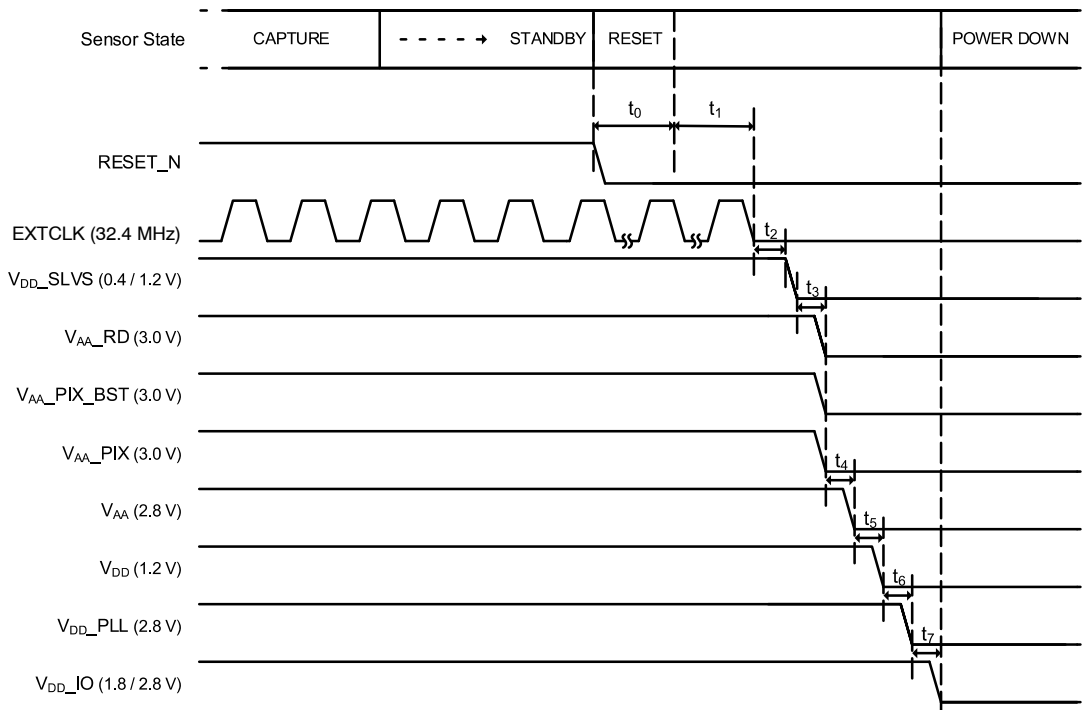 Sensor State CAPTURE STANDBY RESET POWER DOWN
t0 t1
RESET_N
EXTCLK (32.4 MHz)
t2
VDD_SLVS (0.4 / 1.2 V)
t3
VAA_RD (3.0 V)
VAA_PIX_BST (3.0 V)
VAA_PIX (3.0 V)
t4
VAA (2.8 V)
t5
VDD (1.2 V)
t6
VDD_PLL (2.8 V)
t7
VDD_IO (1.8 / 2.8 V)